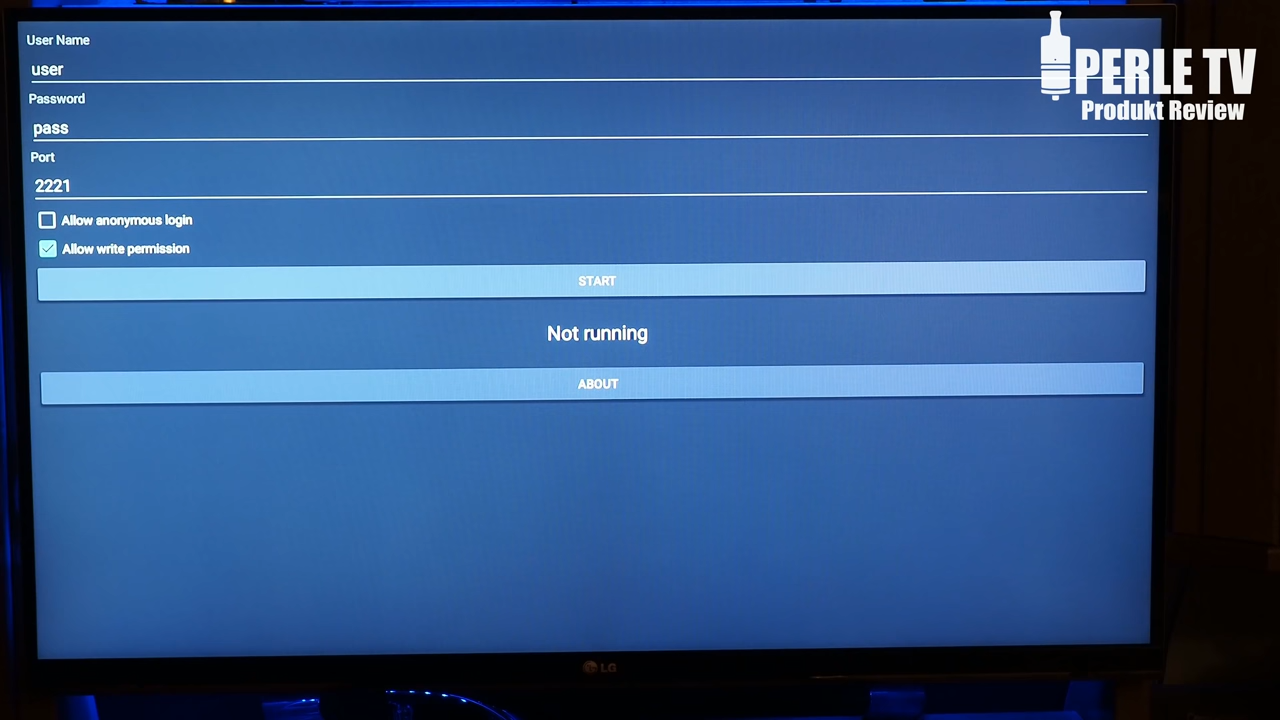 User Name
user
Password
pass
Port
2221
Allow anonymous login
Allow write permission
START
Not running
ABOUT
PERLE TV
Produkt Review
LG